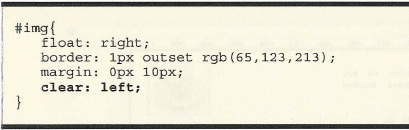 #img{
float: right;
border: 1px outset rgb(65,123,213);
margin: 0px 10px;
clear: left;
}